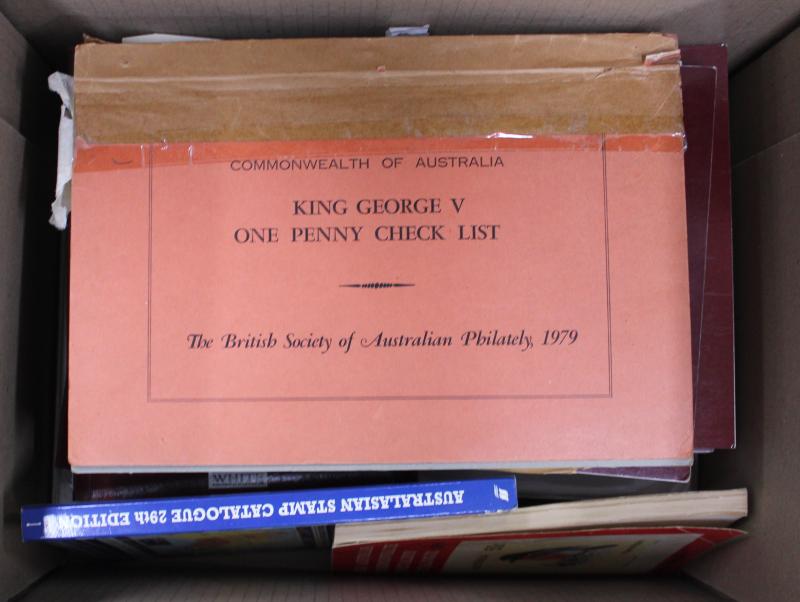 COMMONWEALTH OF AUSTRALIA
KING GEORGE V
ONE PENNY CHECK LIST
The British Society of Australian Philately, 1979
WHITE
AUSTRALASIAN STAMP CATALOGUE 29th EDITION